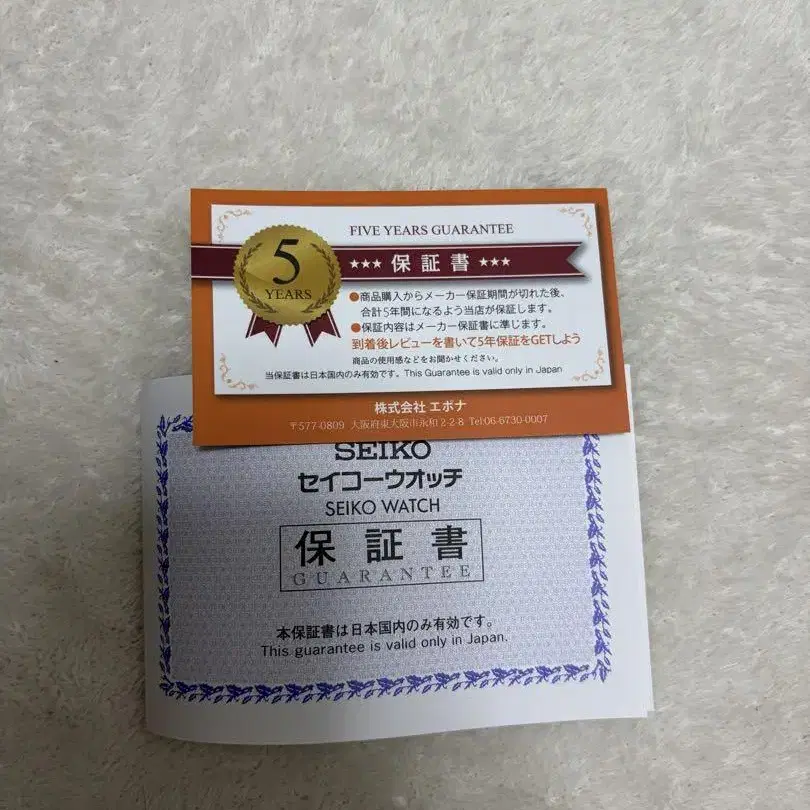 FIVE YEARS GUARANTEE
5
YEARS
★★★ 保証書 ★★★
●商品購入からメーカー保証期間が切れた後、
合計5年間になるよう当店が保証します。
●保証内容はメーカー保証書に準じます。
到着後レビューを書いて5年保証をGETしよう
商品の使用感などをお聞かせください。
当保証書は日本国内のみ有効です。This Guarantee is valid only in Japan
株式会社 エボナ
〒577-0809 大阪府東大阪市永和2-2-8 Tel:06-6730-0007
SEIKO
セイコーウオッチ
SEIKO WATCH
保証書
GUARANTEE
本保証書は日本国内のみ有効です。
This guarantee is valid only in Japan.